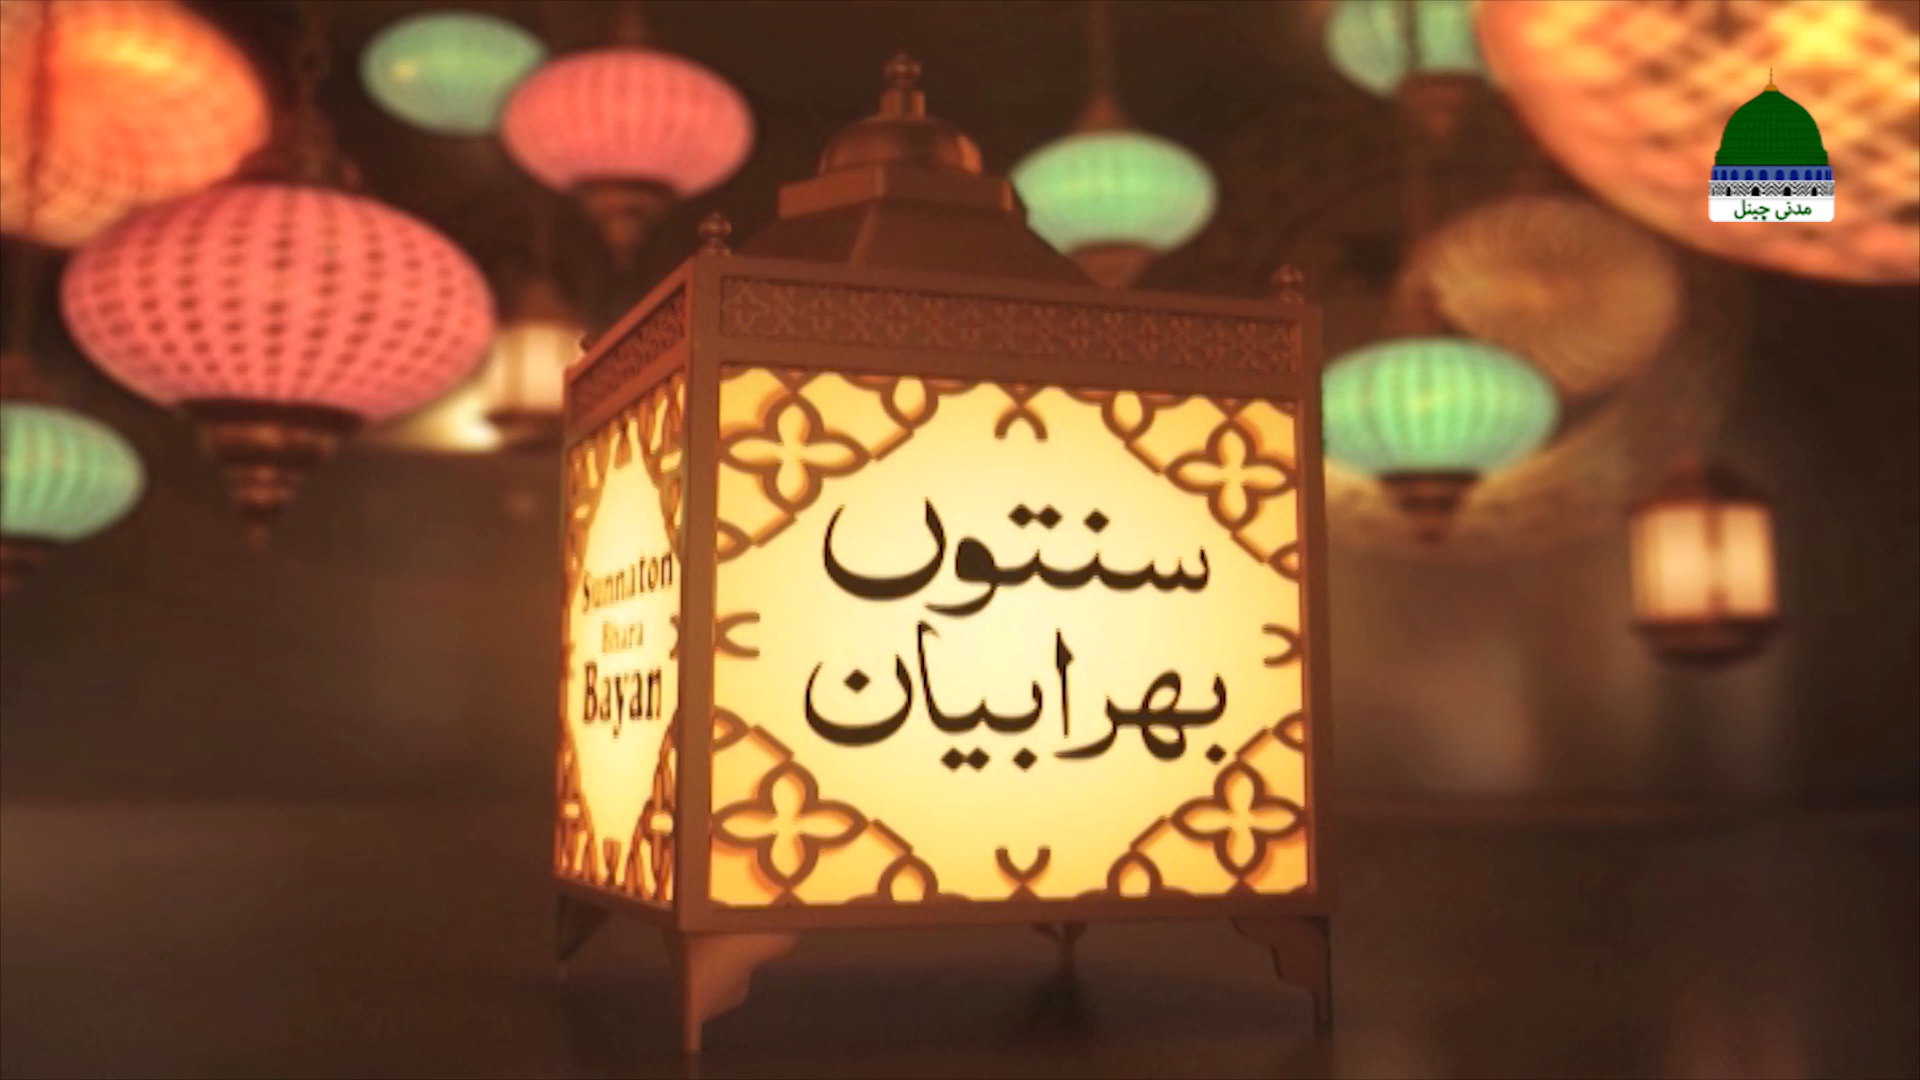 مدنی چینل
سنتوں
بھرا بیان
Sunnaton
Bhara
Bayan